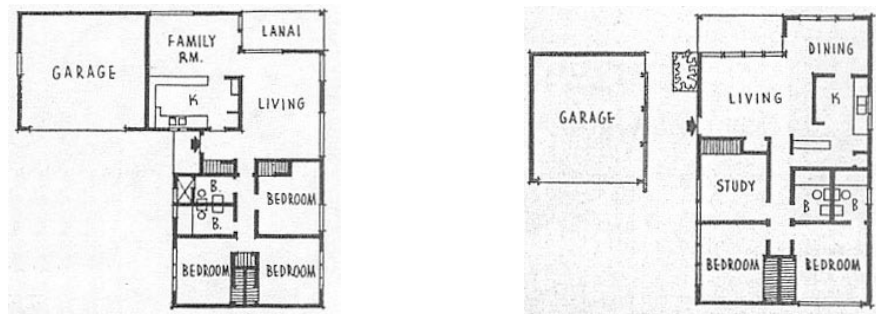 FAMILY
RM.
LANAI
GARAGE
K
LIVING
B.
BEDROOM
B.
BEDROOM
BEDROOM
DINING
LIVING
K
GARAGE
STUDY
B
B
BEDROOM
BEDROOM